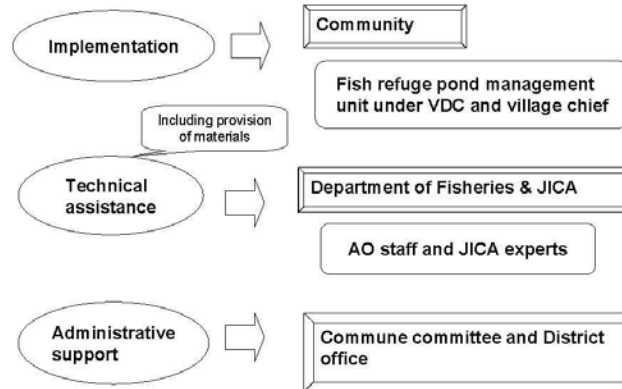 Implementation
Community
Fish refuge pond management
unit under VDC and village chief
Including provision
of materials
Technical
assistance
Department of Fisheries & JICA
AO staff and JICA experts
Administrative
support
Commune committee and District
office